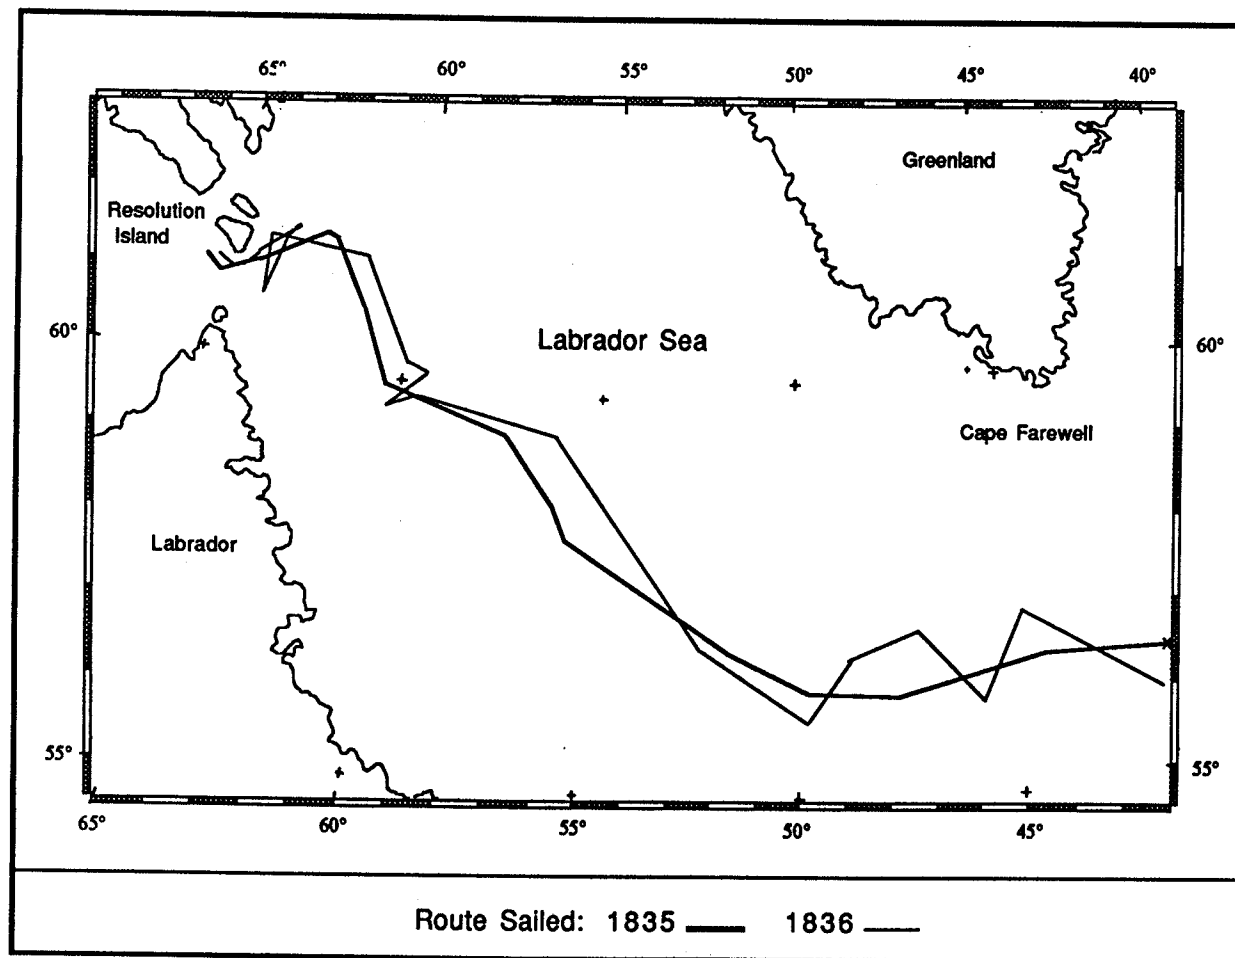 65° 60° 55° 50° 45° 40°
Greenland
Resolution
Island
60° 60°
Labrador Sea
Cape Farewell
Labrador
55° 55°
65° 60° 55° 50° 45°
Route Sailed: 1835 1836